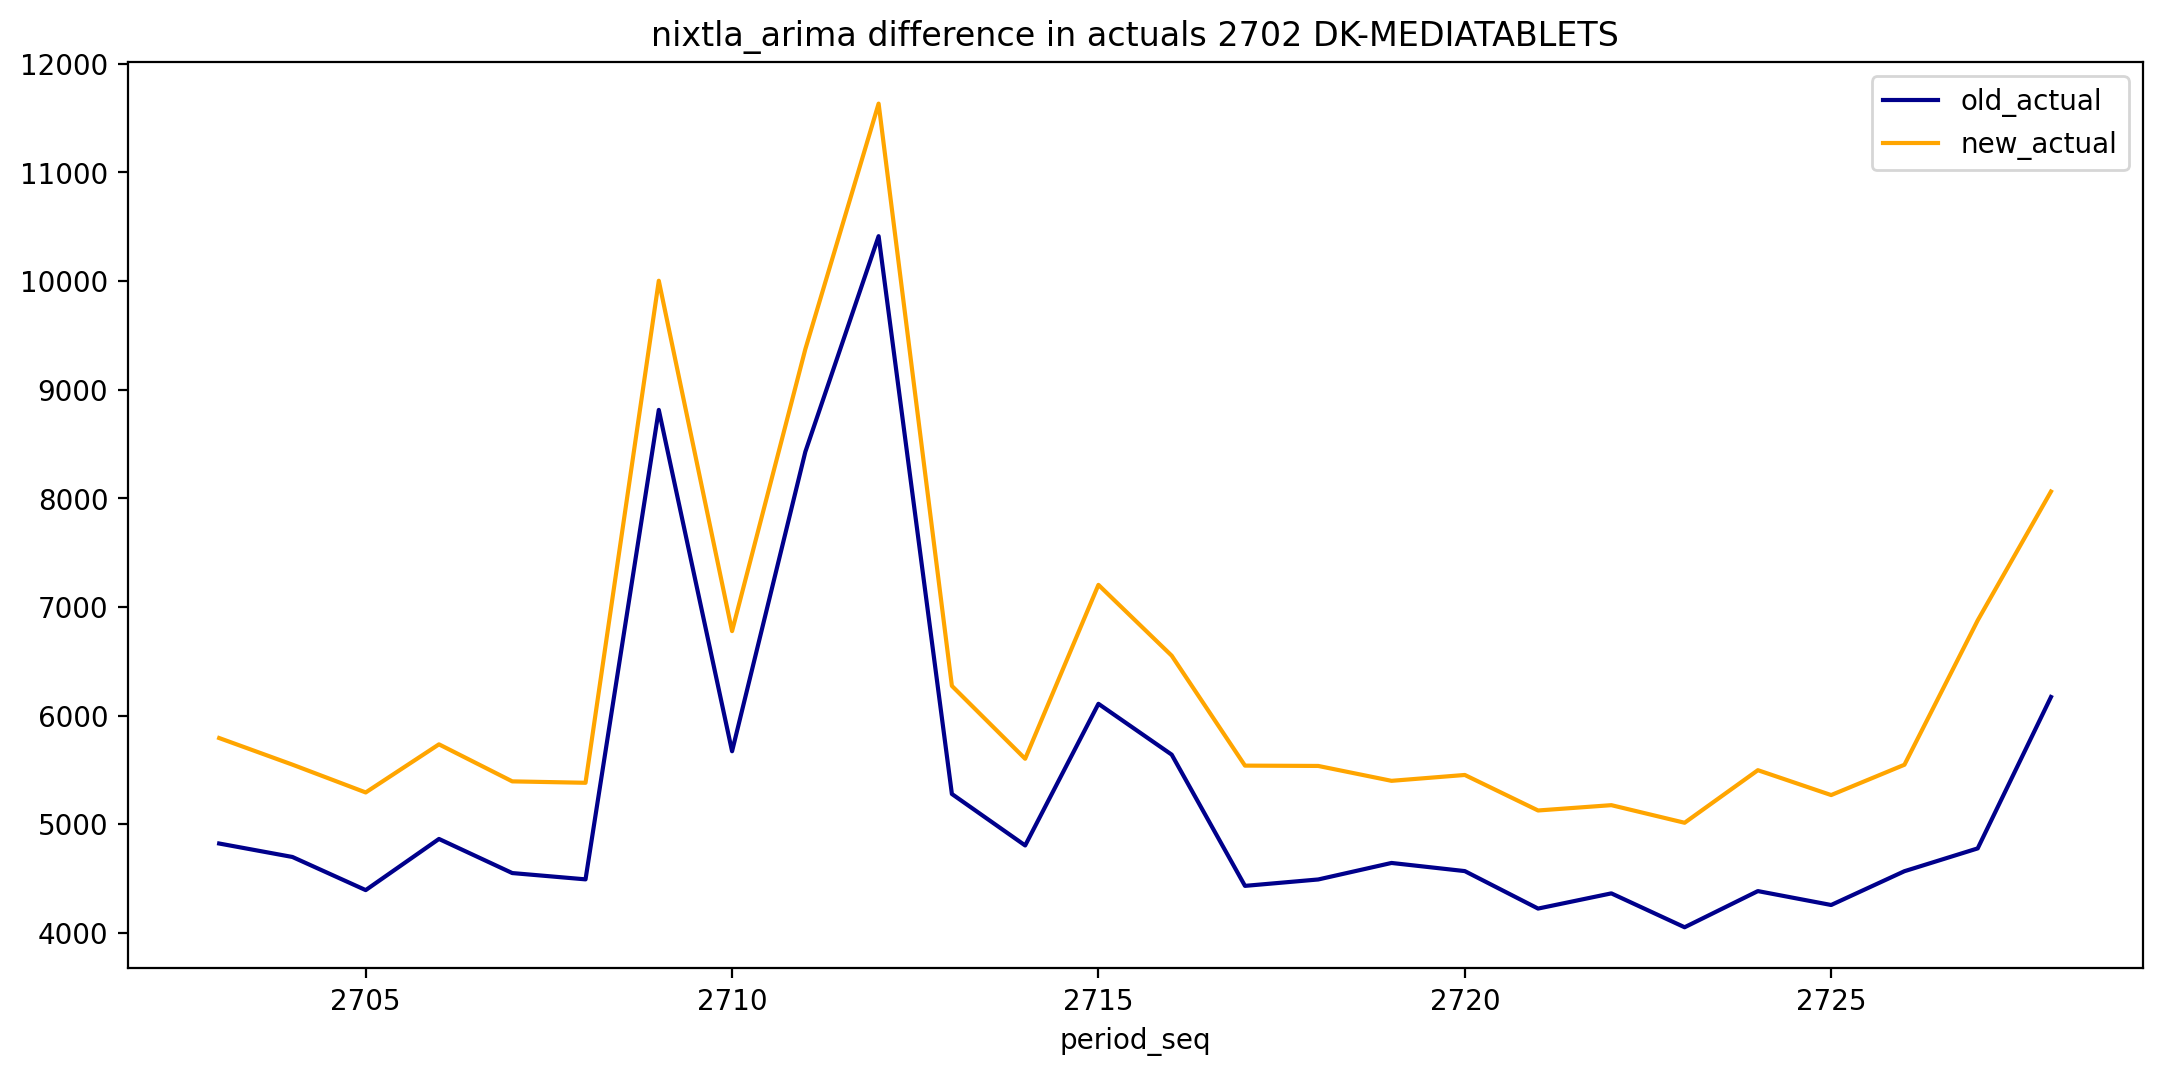 nixtla_arima difference in actuals 2702 DK-MEDIATABLETS
12000
11000
10000
9000
8000
7000
6000
5000
4000
old_actual
new_actual
2705 2710 2715 2720 2725
period_seq